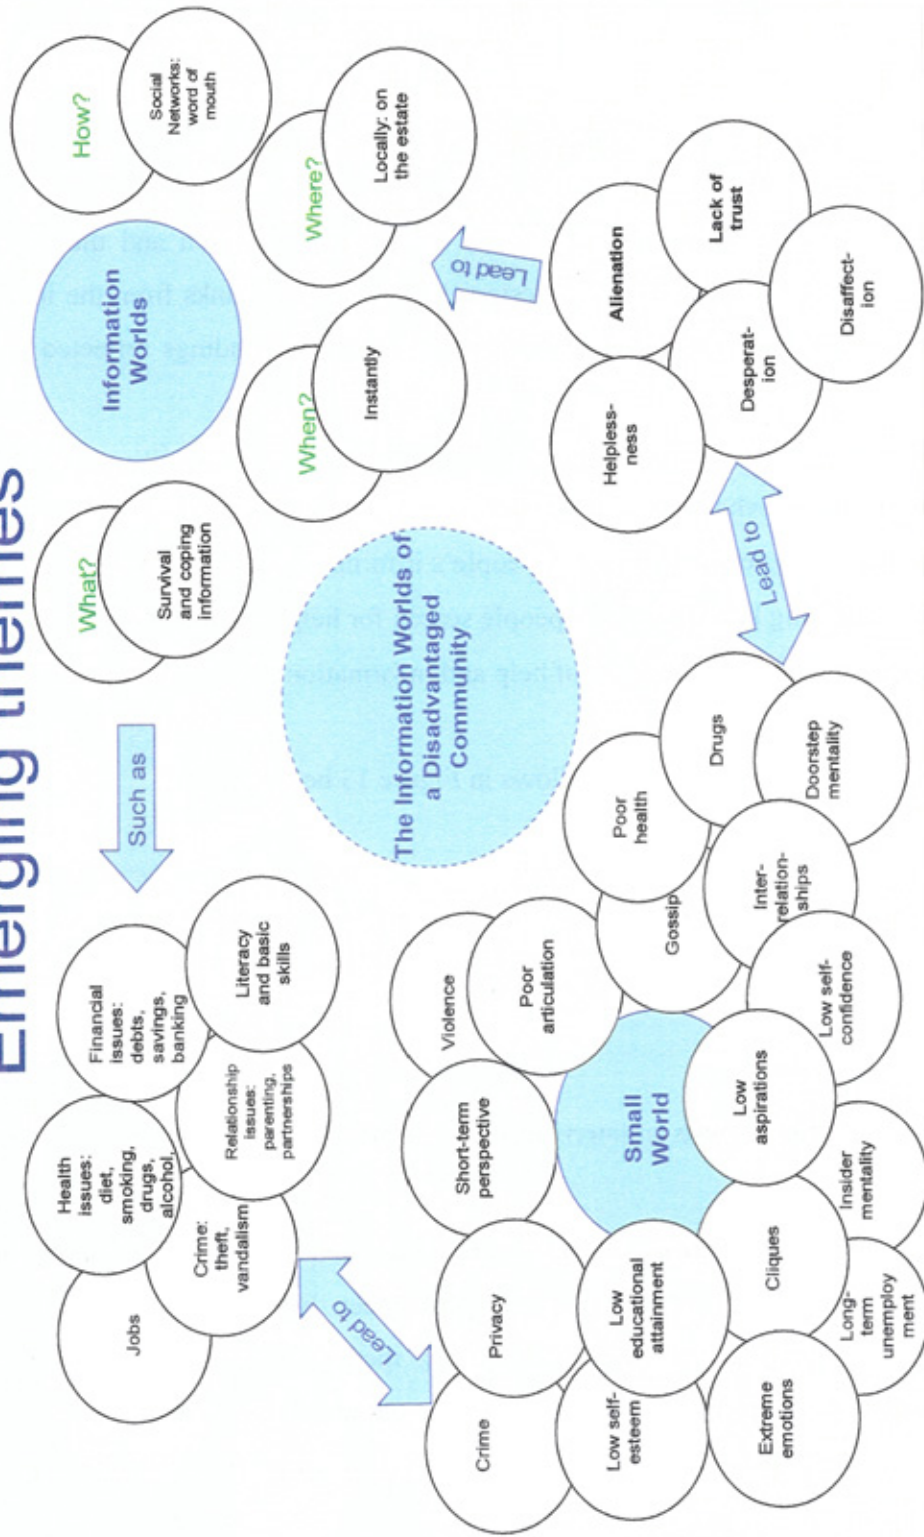 Emerging themes
Jobs
Health
issues:
diet,
smoking,
drugs,
alcohol,
Financial
issues:
debts,
savings,
banking
Crime:
theft,
vandalism
Relationship
issues:
parenting,
partnerships
Literacy
and basic
skills
Such as
What?
Survival
and coping
information
Information
Worlds
How?
Social
Networks:
word of
mouth
When?
Instantly
Where?
Locally: on
the estate
Lead to
The Information Worlds of
a Disadvantaged
Community
Lead to
Crime
Privacy
Short-term
perspective
Violence
Poor
articulation
Low self-
esteem
Low
educational
attainment
Small
World
Gossip
Poor
health
Drugs
Extreme
emotions
Cliques
Low
aspirations
Inter-
relation-
ships
Doorstep
mentality
Long-
term
unemploy
ment
Insider
mentality
Low self-
confidence
Lead to
Helpless-
ness
Alienation
Desperat-
ion
Lack of
trust
Disaffect-
ion